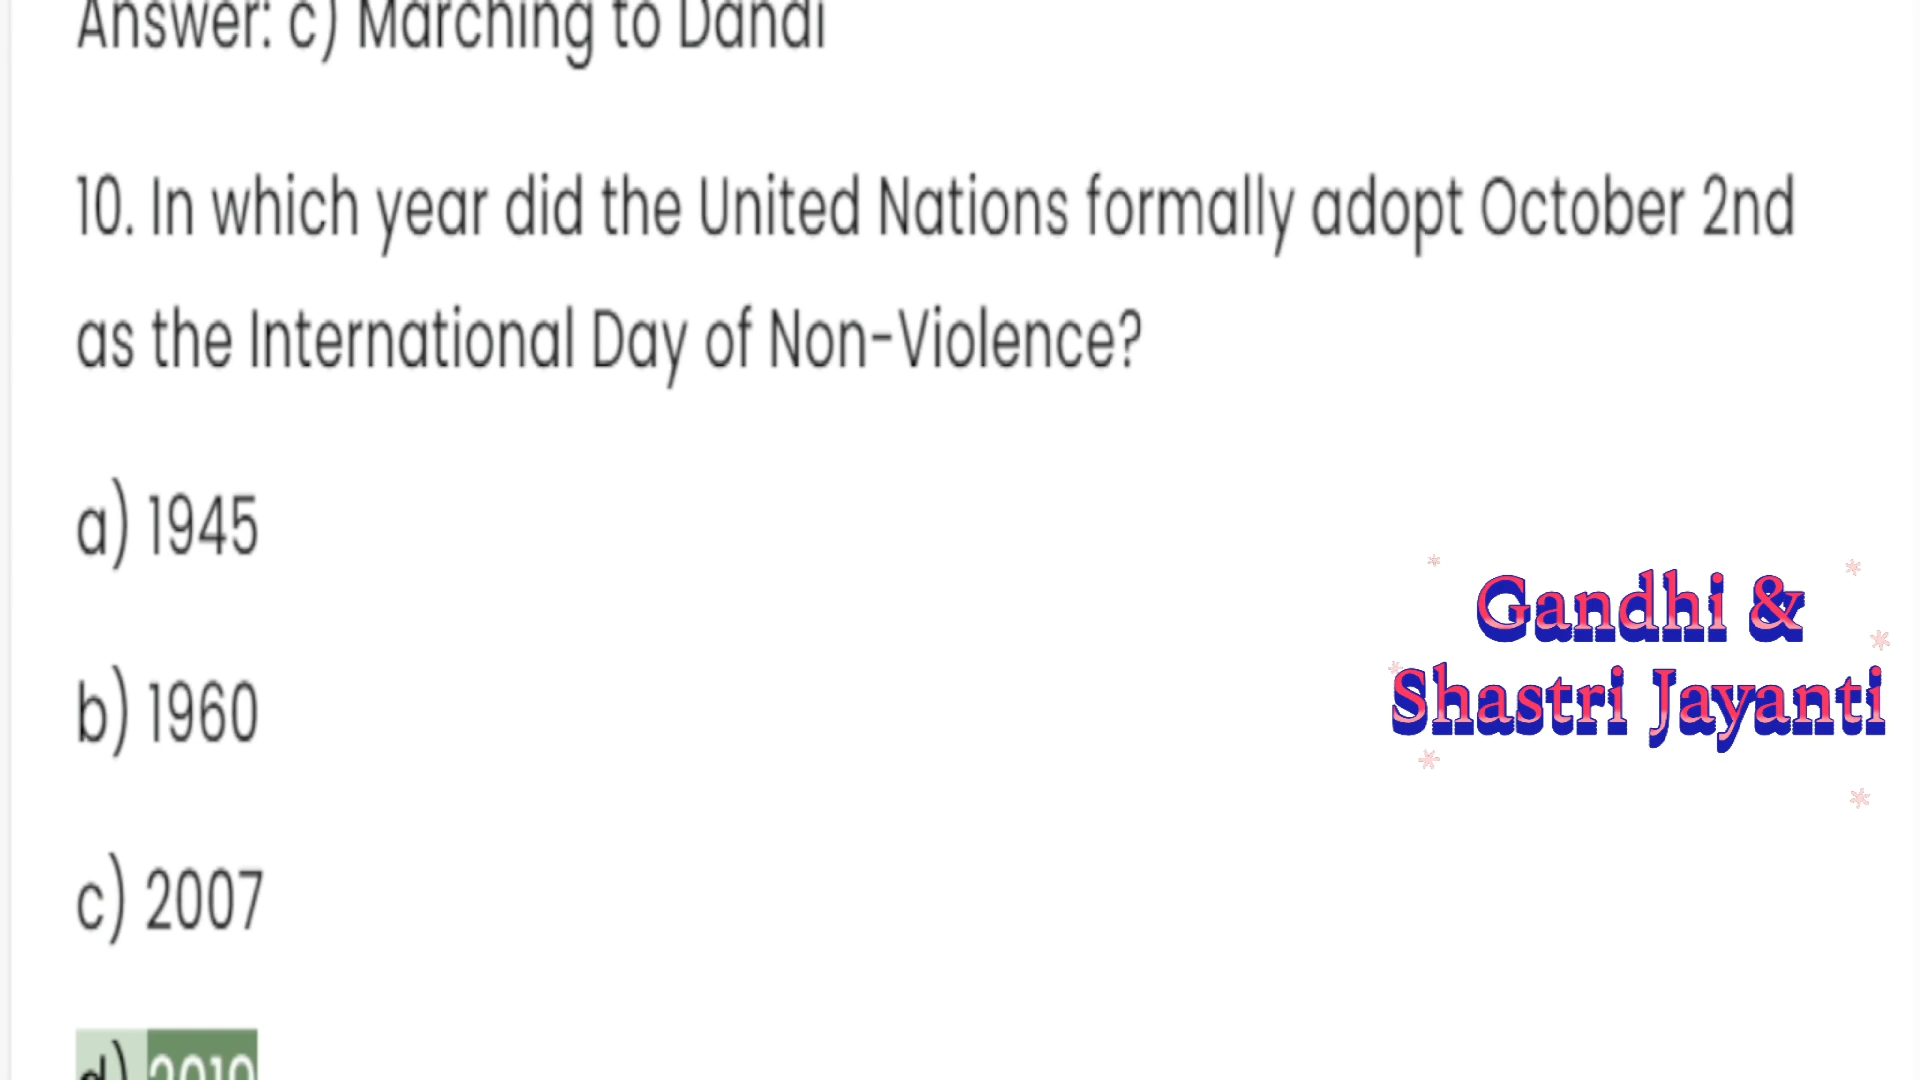 Answer: c) Marching to Dandi
10. In which year did the United Nations formally adopt October 2nd
as the International Day of Non-Violence?
a) 1945
b) 1960
c) 2007
Gandhi &
Shastri Jayanti
d)